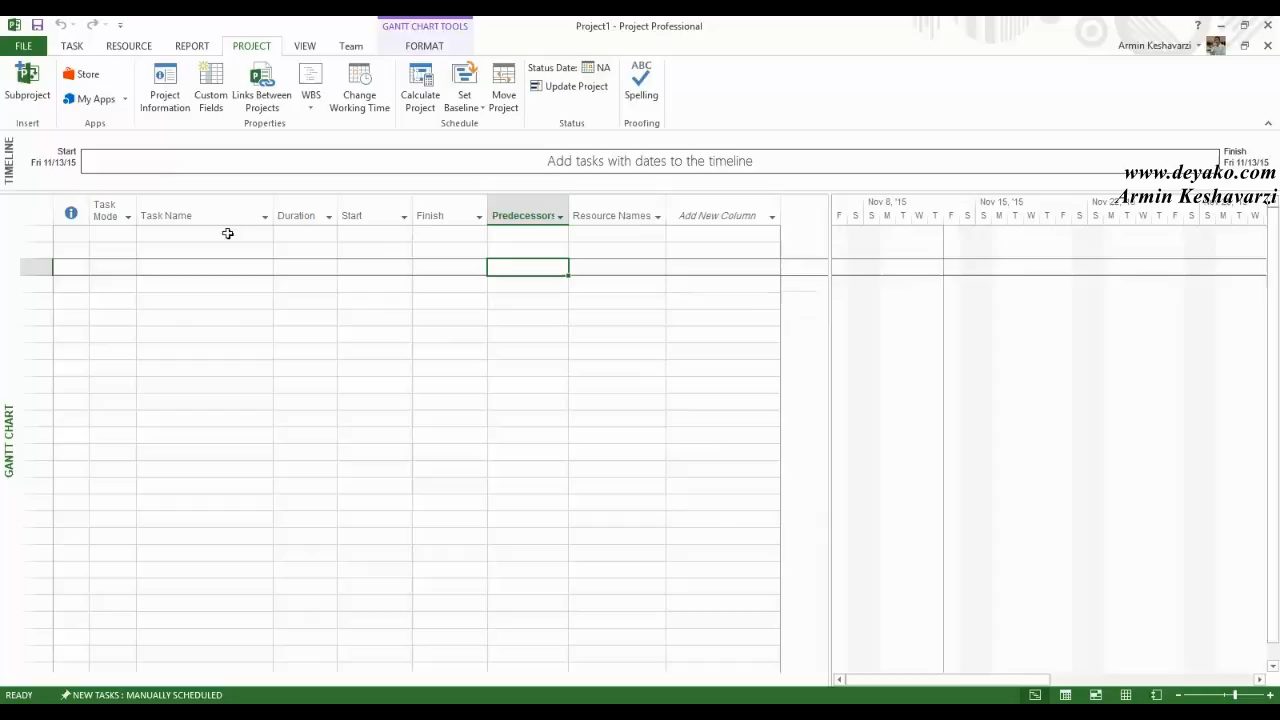 GANTT CHART TOOLS
Project1 - Project Professional
FILE TASK RESOURCE REPORT PROJECT VIEW Team FORMAT
Armin Keshavarzi
Subproject
Store
My Apps
Project Information
Custom Fields
Links Between Projects
WBS
Change Working Time
Calculate Project
Set Baseline
Move Project
Status Date: NA
Update Project
ABC
Spelling
Insert Apps Properties Schedule Status Proofing
TIMELINE
Start
Fri 11/13/15
Add tasks with dates to the timeline
Finish
Fri 11/13/15
www.deyako.com
Armin Keshavarzi
Task Mode
Task Name
Duration
Start
Finish
Predecessors
Resource Names
Add New Column
Nov 8, '15 Nov 15, '15
F S S M T W T F S S M T W T F S S M T W T F S S M T W
GANTT CHART
READY
NEW TASKS : MANUALLY SCHEDULED